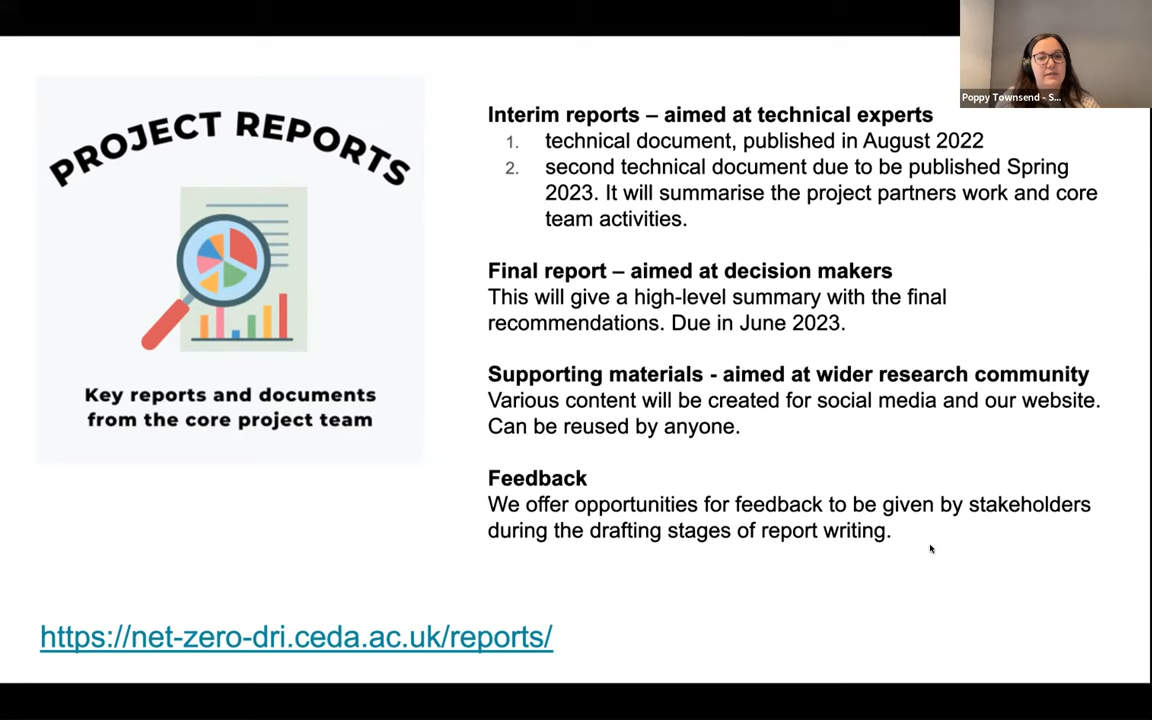 Poppy Townsend - S...
PROJECT REPORTS
Key reports and documents
from the core project team
Interim reports – aimed at technical experts
1. technical document, published in August 2022
2. second technical document due to be published Spring
2023. It will summarise the project partners work and core
team activities.
Final report – aimed at decision makers
This will give a high-level summary with the final
recommendations. Due in June 2023.
Supporting materials - aimed at wider research community
Various content will be created for social media and our website.
Can be reused by anyone.
Feedback
We offer opportunities for feedback to be given by stakeholders
during the drafting stages of report writing.
https://net-zero-dri.ceda.ac.uk/reports/